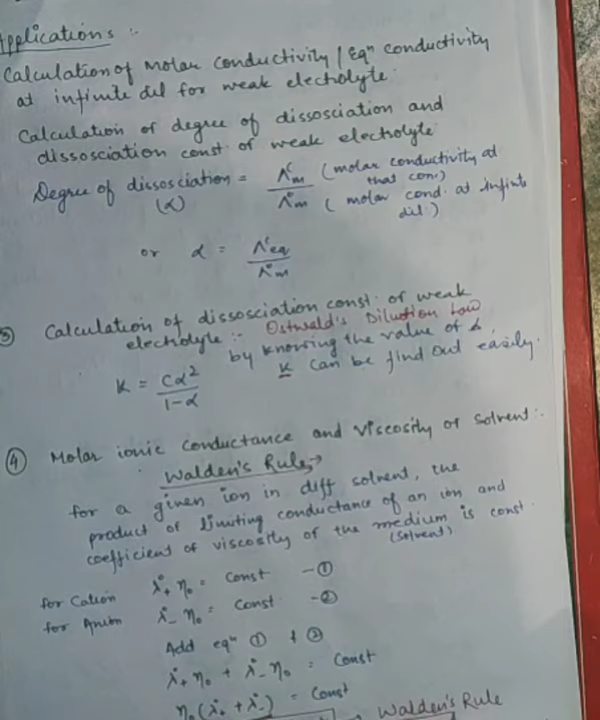 Applications :-
Calculation of Molar Conductivity / Eqⁿ conductivity
at infinite dil for weak electrolyte.
Calculation of degree of dissosciation and
dissosciation const. of weak electrolyte
Degree of dissosciation = Λᶜm (molar conductivity at that con.)
(α) Λ°m ( molar cond. at infinite dil.)
or α = Λᶜeq
Λ°m
③ Calculation of dissosciation const. of weak
electrolyte :- Ostwald's Dilution Law
by knowing the value of
K = Cα²
1-α
K can be find out easily.
④ Molar ionic conductance and Viscosity of Solvent :-
Walden's Rule →
for a given ion in diff solvent, the
product of limiting conductance of an ion and
coefficient of viscosity of the medium is const.
(solvent)
for Cation λ°₊ η₀ = Const - ①
for Anion λ°₋ η₀ = Const - ②
Add eqⁿ ① & ②
λ°₊ η₀ + λ°₋ η₀ = Const
η₀ (λ°₊ + λ°₋) = Const
Walden's Rule